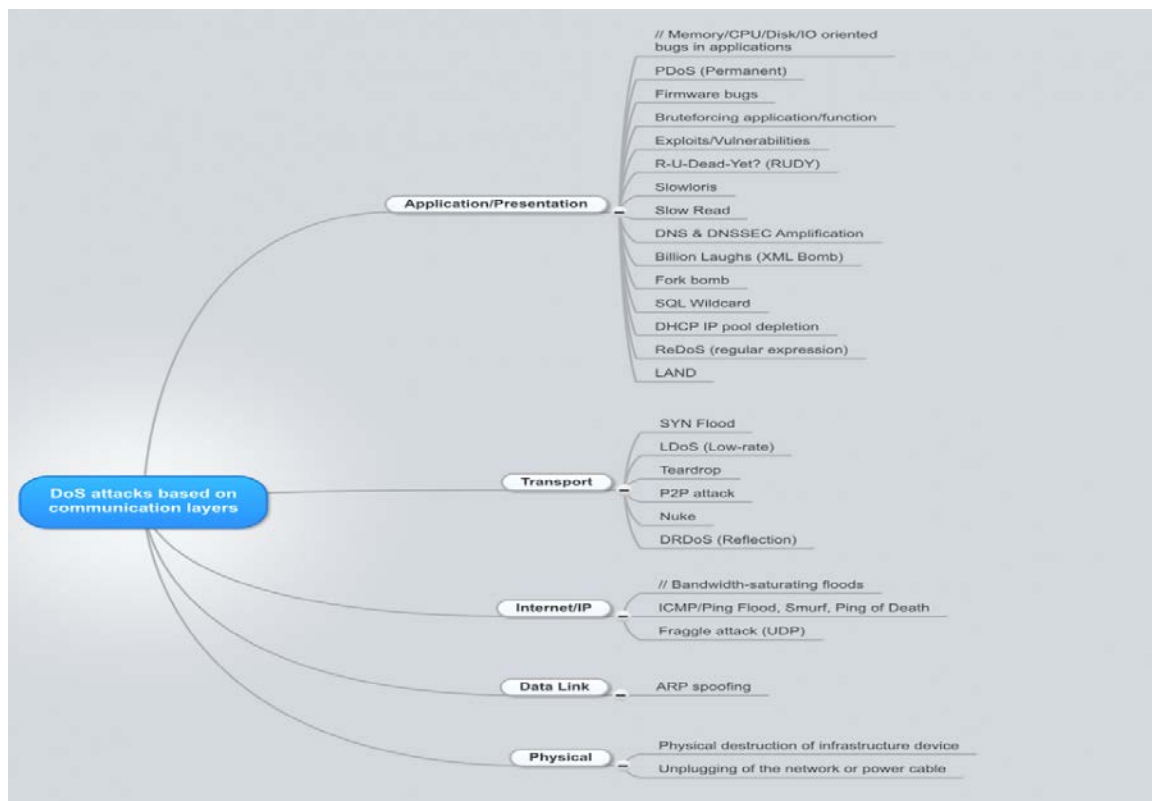 // Memory/CPU/Disk/IO oriented
bugs in applications
PDoS (Permanent)
Firmware bugs
Bruteforcing application/function
Exploits/Vulnerabilities
R-U-Dead-Yet? (RUDY)
Slowloris
Application/Presentation
Slow Read
DNS & DNSSEC Amplification
Billion Laughs (XML Bomb)
Fork bomb
SQL Wildcard
DHCP IP pool depletion
ReDoS (regular expression)
LAND
SYN Flood
LDoS (Low-rate)
Teardrop
Transport
P2P attack
Nuke
DRDoS (Reflection)
DoS attacks based on
communication layers
// Bandwidth-saturating floods
Internet/IP
ICMP/Ping Flood, Smurf, Ping of Death
Fraggle attack (UDP)
Data Link
ARP spoofing
Physical
Physical destruction of infrastructure device
Unplugging of the network or power cable